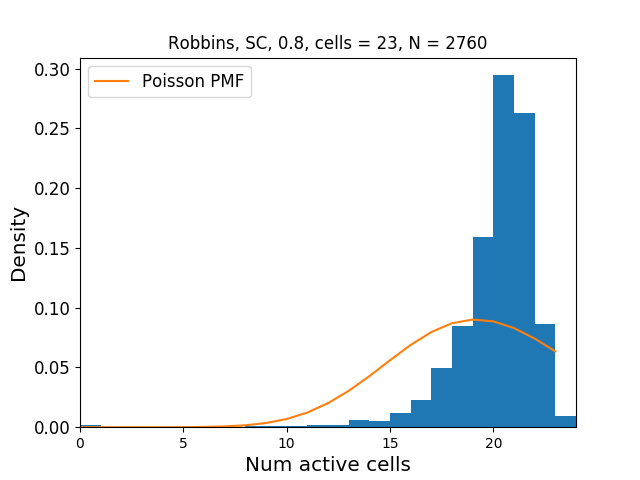 Robbins, SC, 0.8, cells = 23, N = 2760
Poisson PMF
0.30
0.25
0.20
0.15
0.10
0.05
0.00
Density
0 5 10 15 20
Num active cells